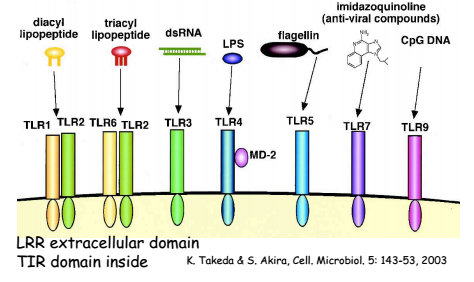 diacyl
lipopeptide
triacyl
lipopeptide
dsRNA
LPS
flagellin
imidazoquinoline
(anti-viral compounds)
NH₂
N
N
N
CpG DNA
TLR1 TLR2 TLR6 TLR2 TLR3 TLR4 TLR5 TLR7 TLR9
MD-2
LRR extracellular domain
TIR domain inside
K. Takeda & S. Akira, Cell. Microbiol. 5: 143-53, 2003